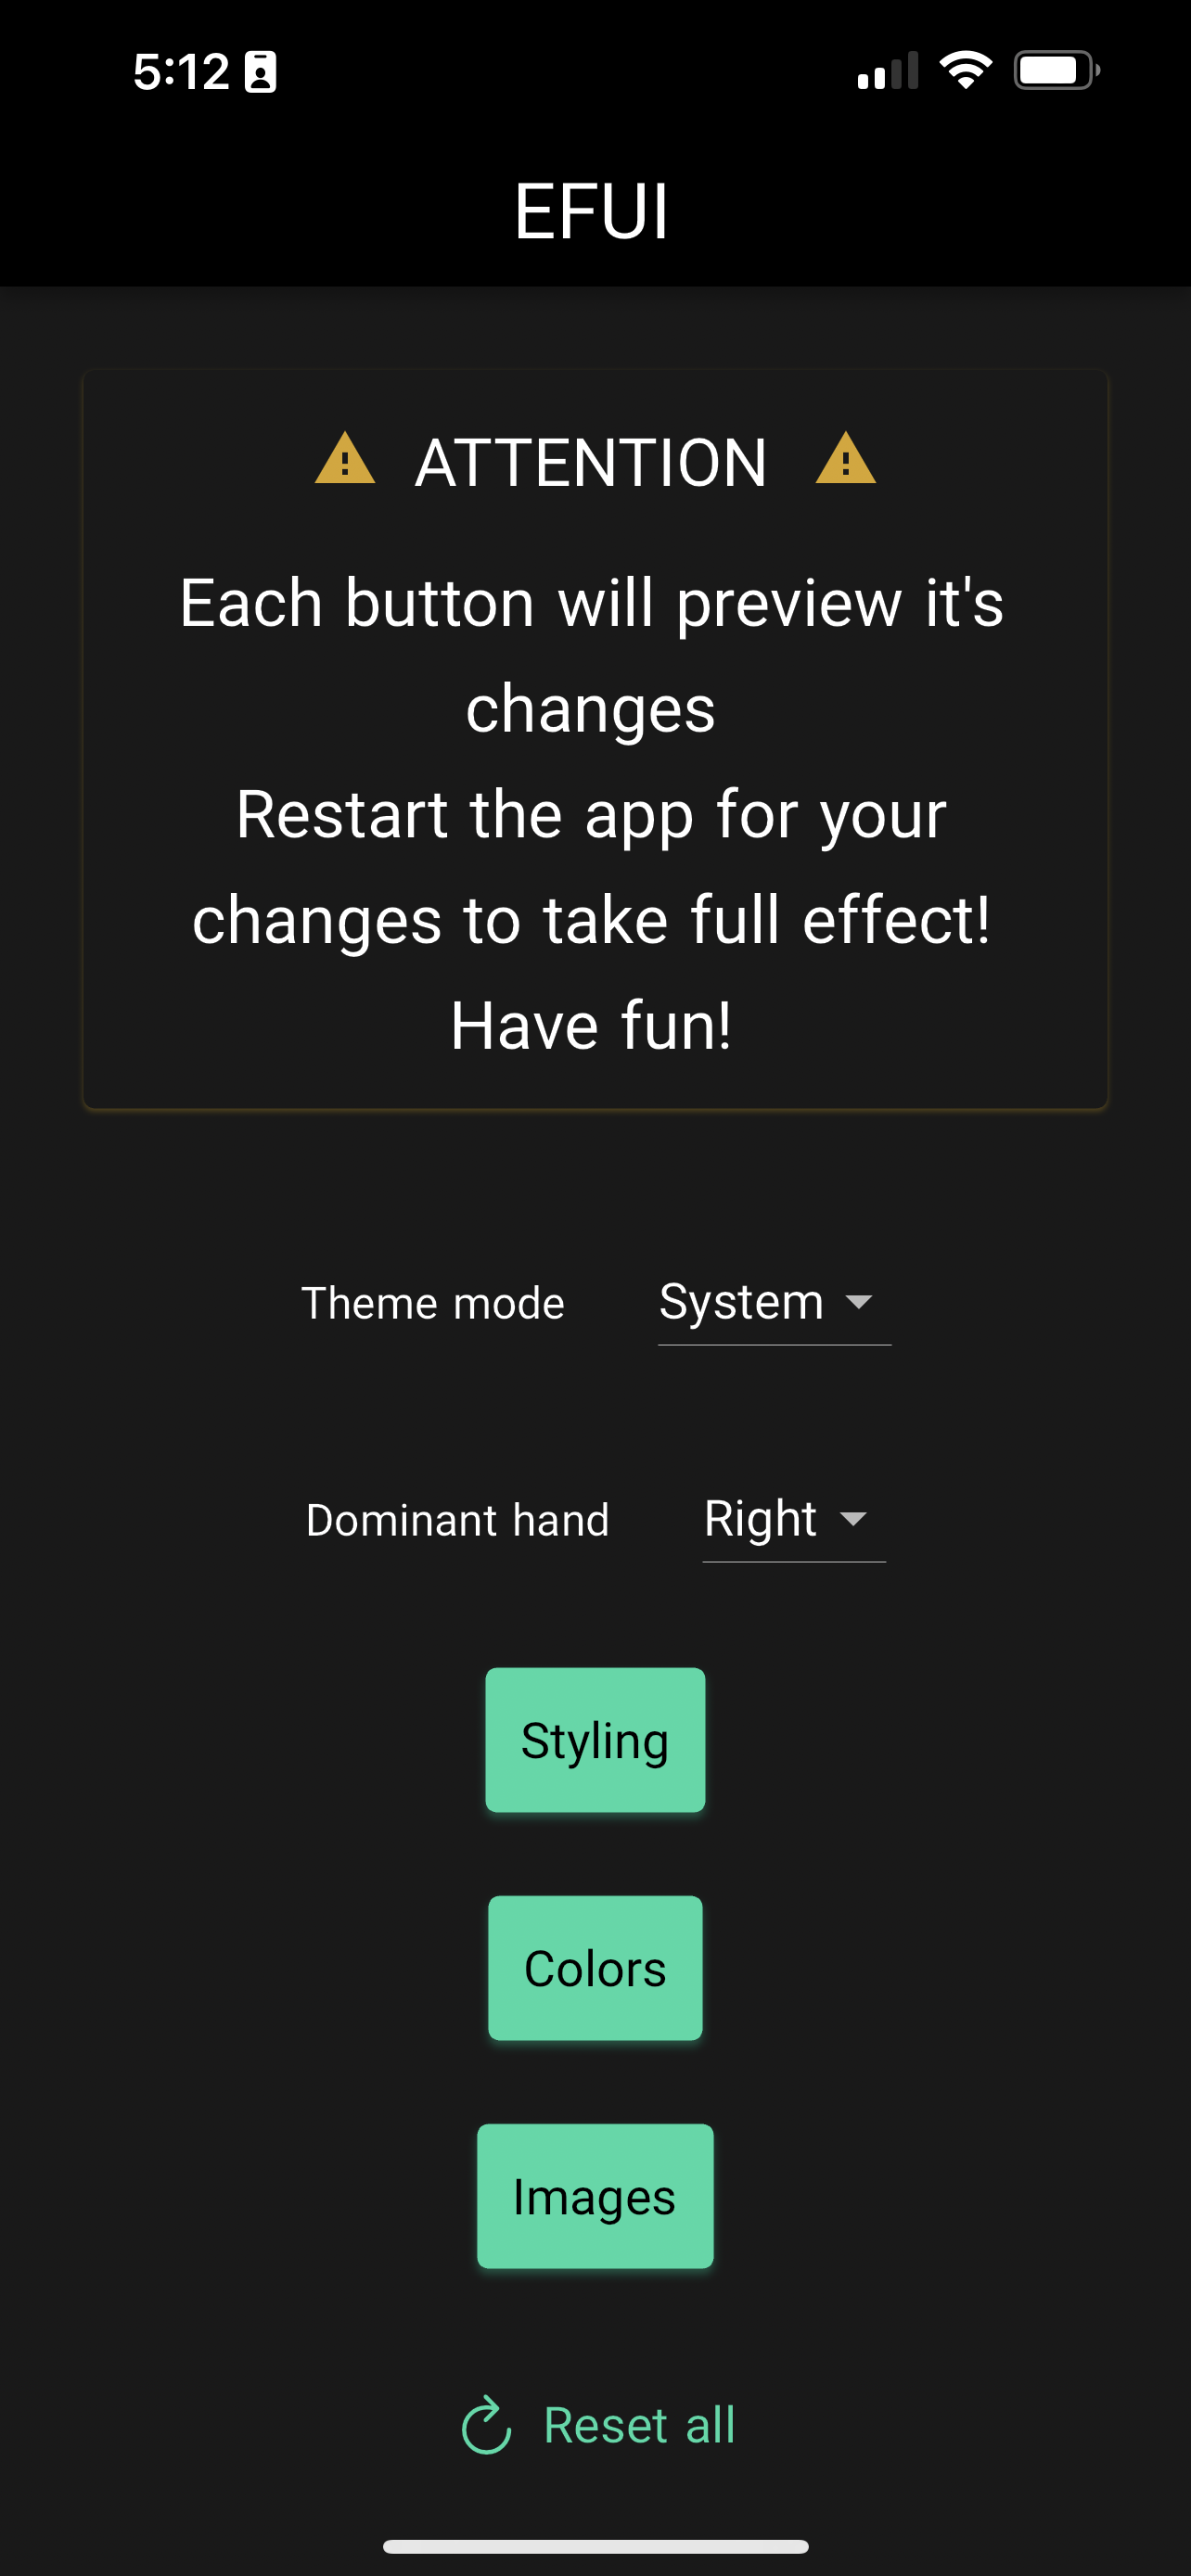 5:12
EFUI
ATTENTION
Each button will preview it's
changes
Restart the app for your
changes to take full effect!
Have fun!
Theme mode System
Dominant hand Right
Styling
Colors
Images
Reset all